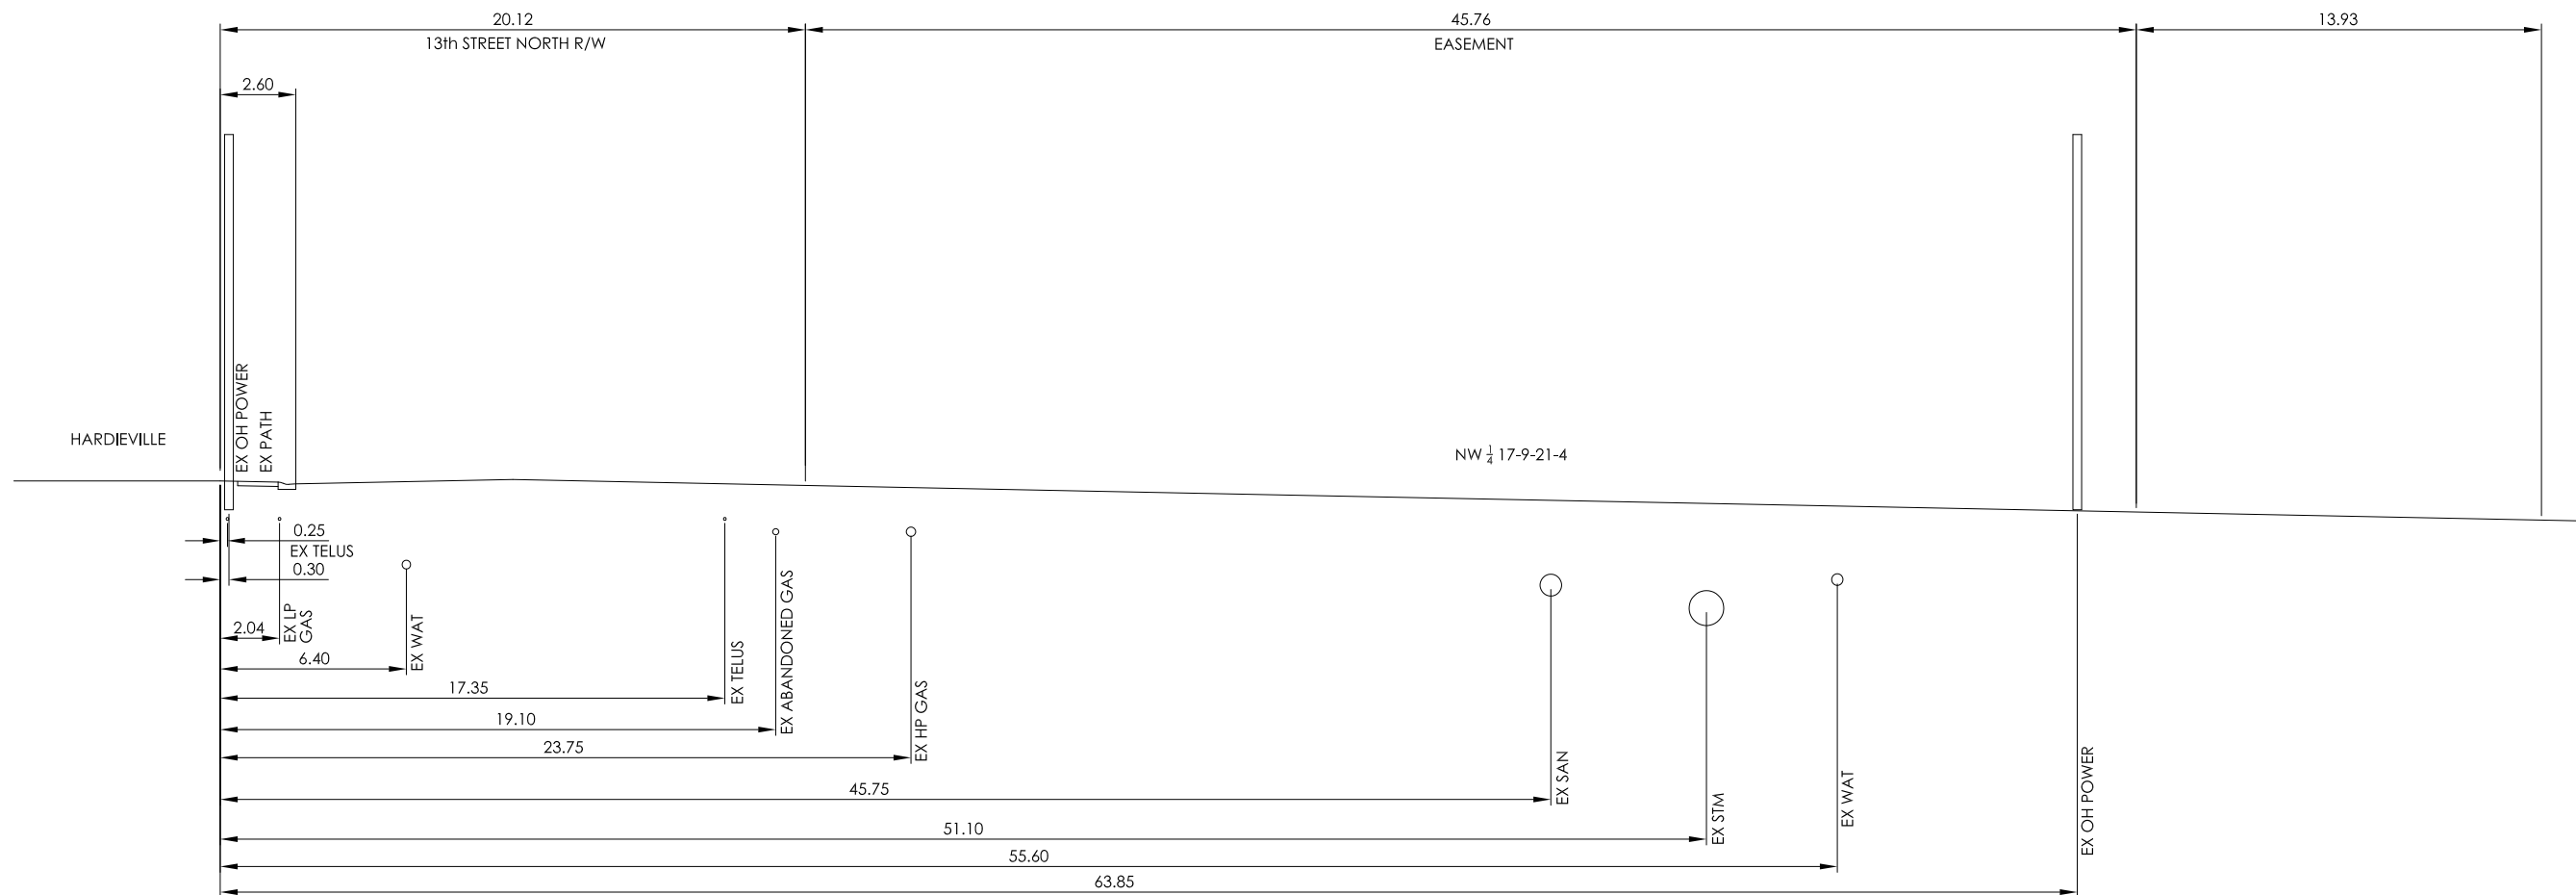 20.12
45.76
13.93
13th STREET NORTH R/W
EASEMENT
2.60
EX OH POWER
EX PATH
HARDIEVILLE
NW 1/4 17-9-21-4
0.25
EX TELUS
0.30
EX LP
GAS
2.04
EX WAT
6.40
EX TELUS
17.35
EX ABANDONED GAS
19.10
EX HP GAS
23.75
EX SAN
45.75
EX STM
51.10
EX WAT
55.60
EX OH POWER
63.85